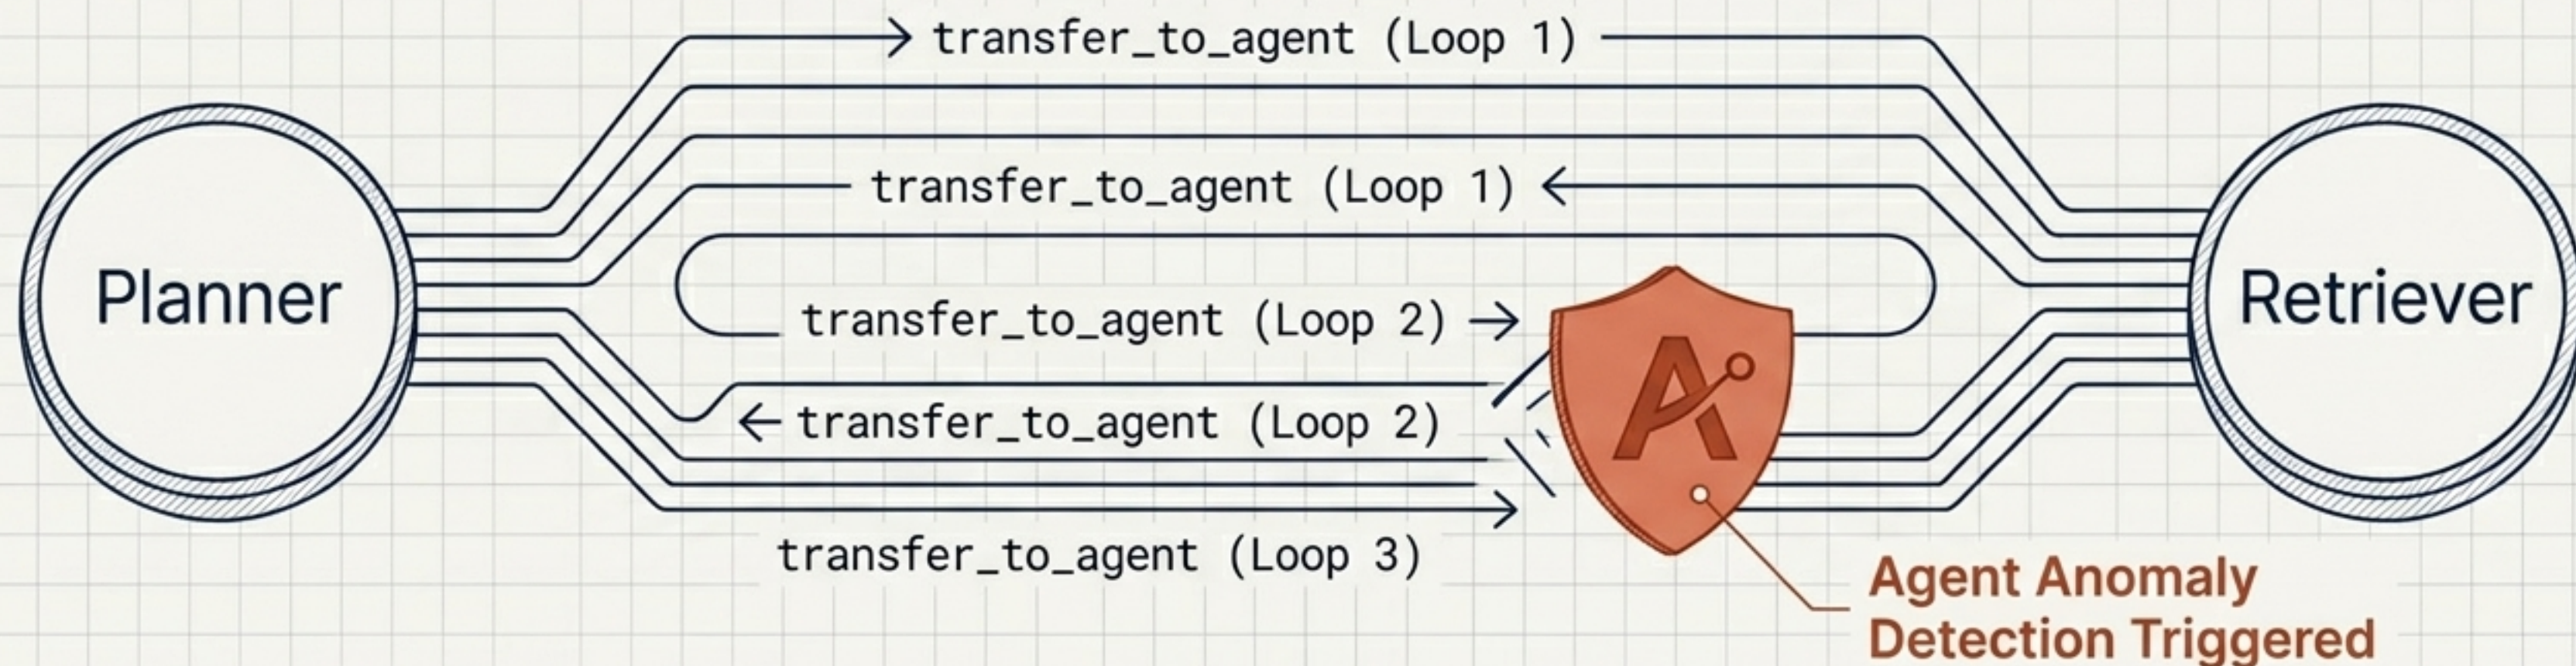 transfer_to_agent (Loop 1)
transfer_to_agent (Loop 1)
Planner
Retriever
transfer_to_agent (Loop 2)
A
transfer_to_agent (Loop 2)
transfer_to_agent (Loop 3)
Agent Anomaly
Detection Triggered